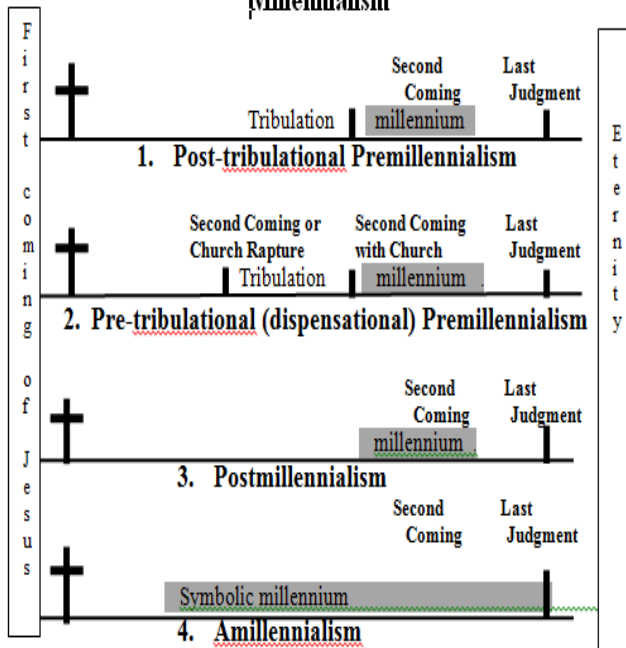 Millennialism
First coming of Jesus
Second Last
Coming Judgment
Tribulation millennium
1. Post-tribulational Premillennialism
Second Coming or Second Coming Last
Church Rapture with Church Judgment
Tribulation millennium .
2. Pre-tribulational (dispensational) Premillennialism
Second Last
Coming Judgment
millennium .
3. Postmillennialism
Second Last
Coming Judgment
Symbolic millennium
4. Amillennialism
Eternity